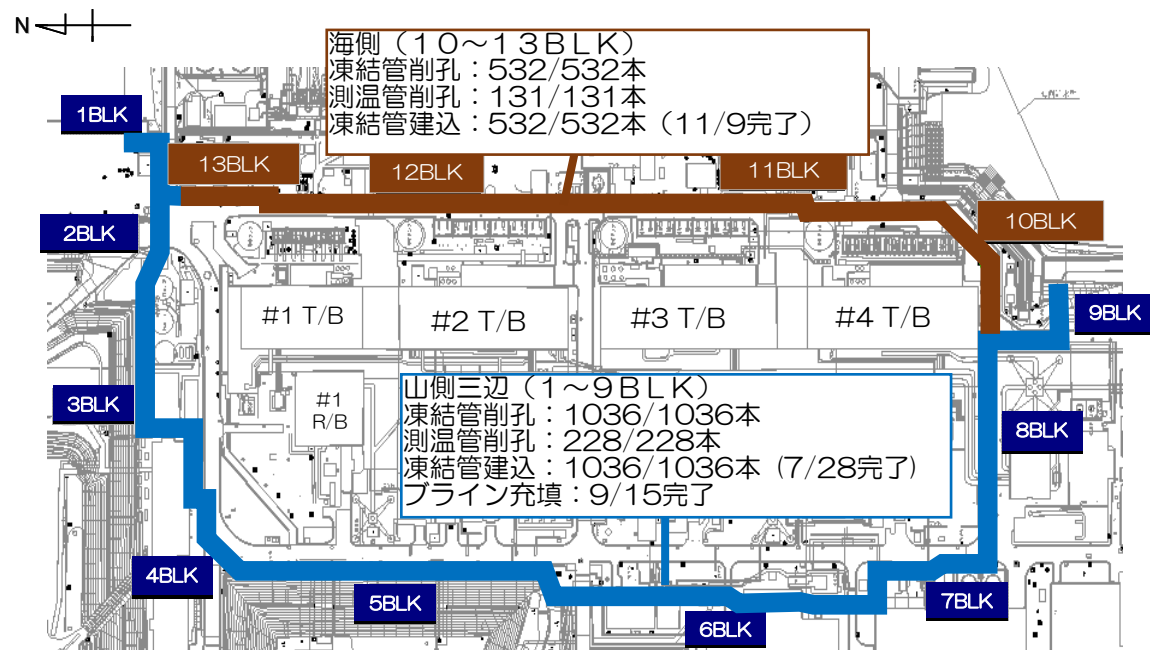 N
海側（１０～１３ＢＬＫ）
凍結管削孔：532/532本
測温管削孔：131/131本
凍結管建込：532/532本（11/9完了）
1BLK
13BLK
12BLK
11BLK
10BLK
2BLK
9BLK
#1 T/B
#2 T/B
#3 T/B
#4 T/B
山側三辺（１～９ＢＬＫ）
凍結管削孔：1036/1036本
測温管削孔：228/228本
凍結管建込：1036/1036本（7/28完了）
ブライン充填：9/15完了
#1
R/B
3BLK
8BLK
4BLK
5BLK
6BLK
7BLK